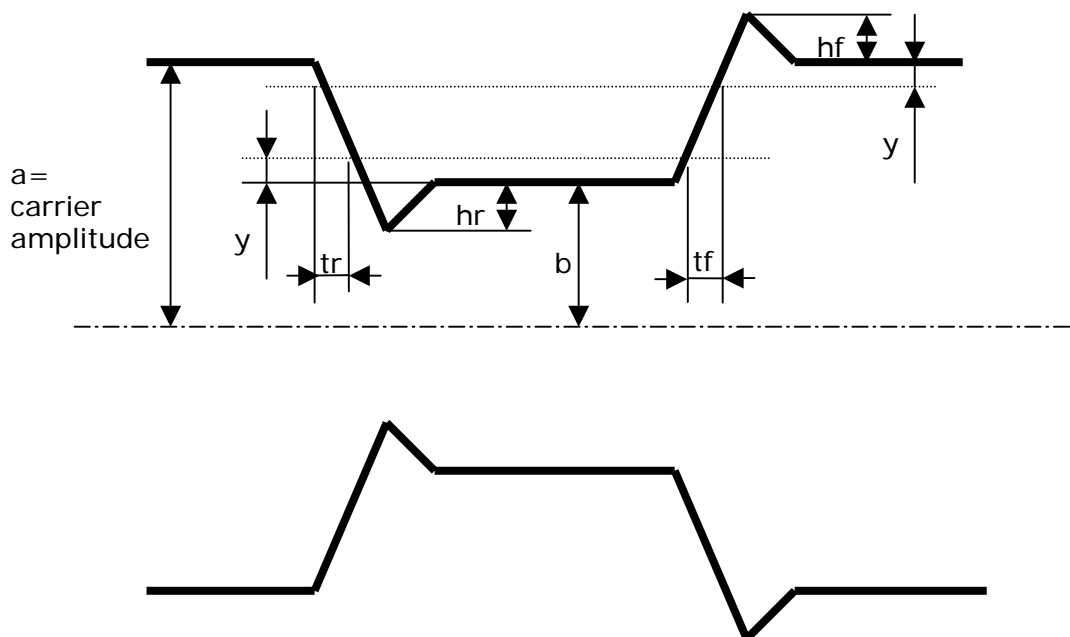 hf
y
a=
carrier
amplitude
hr
y
tr
b
tf